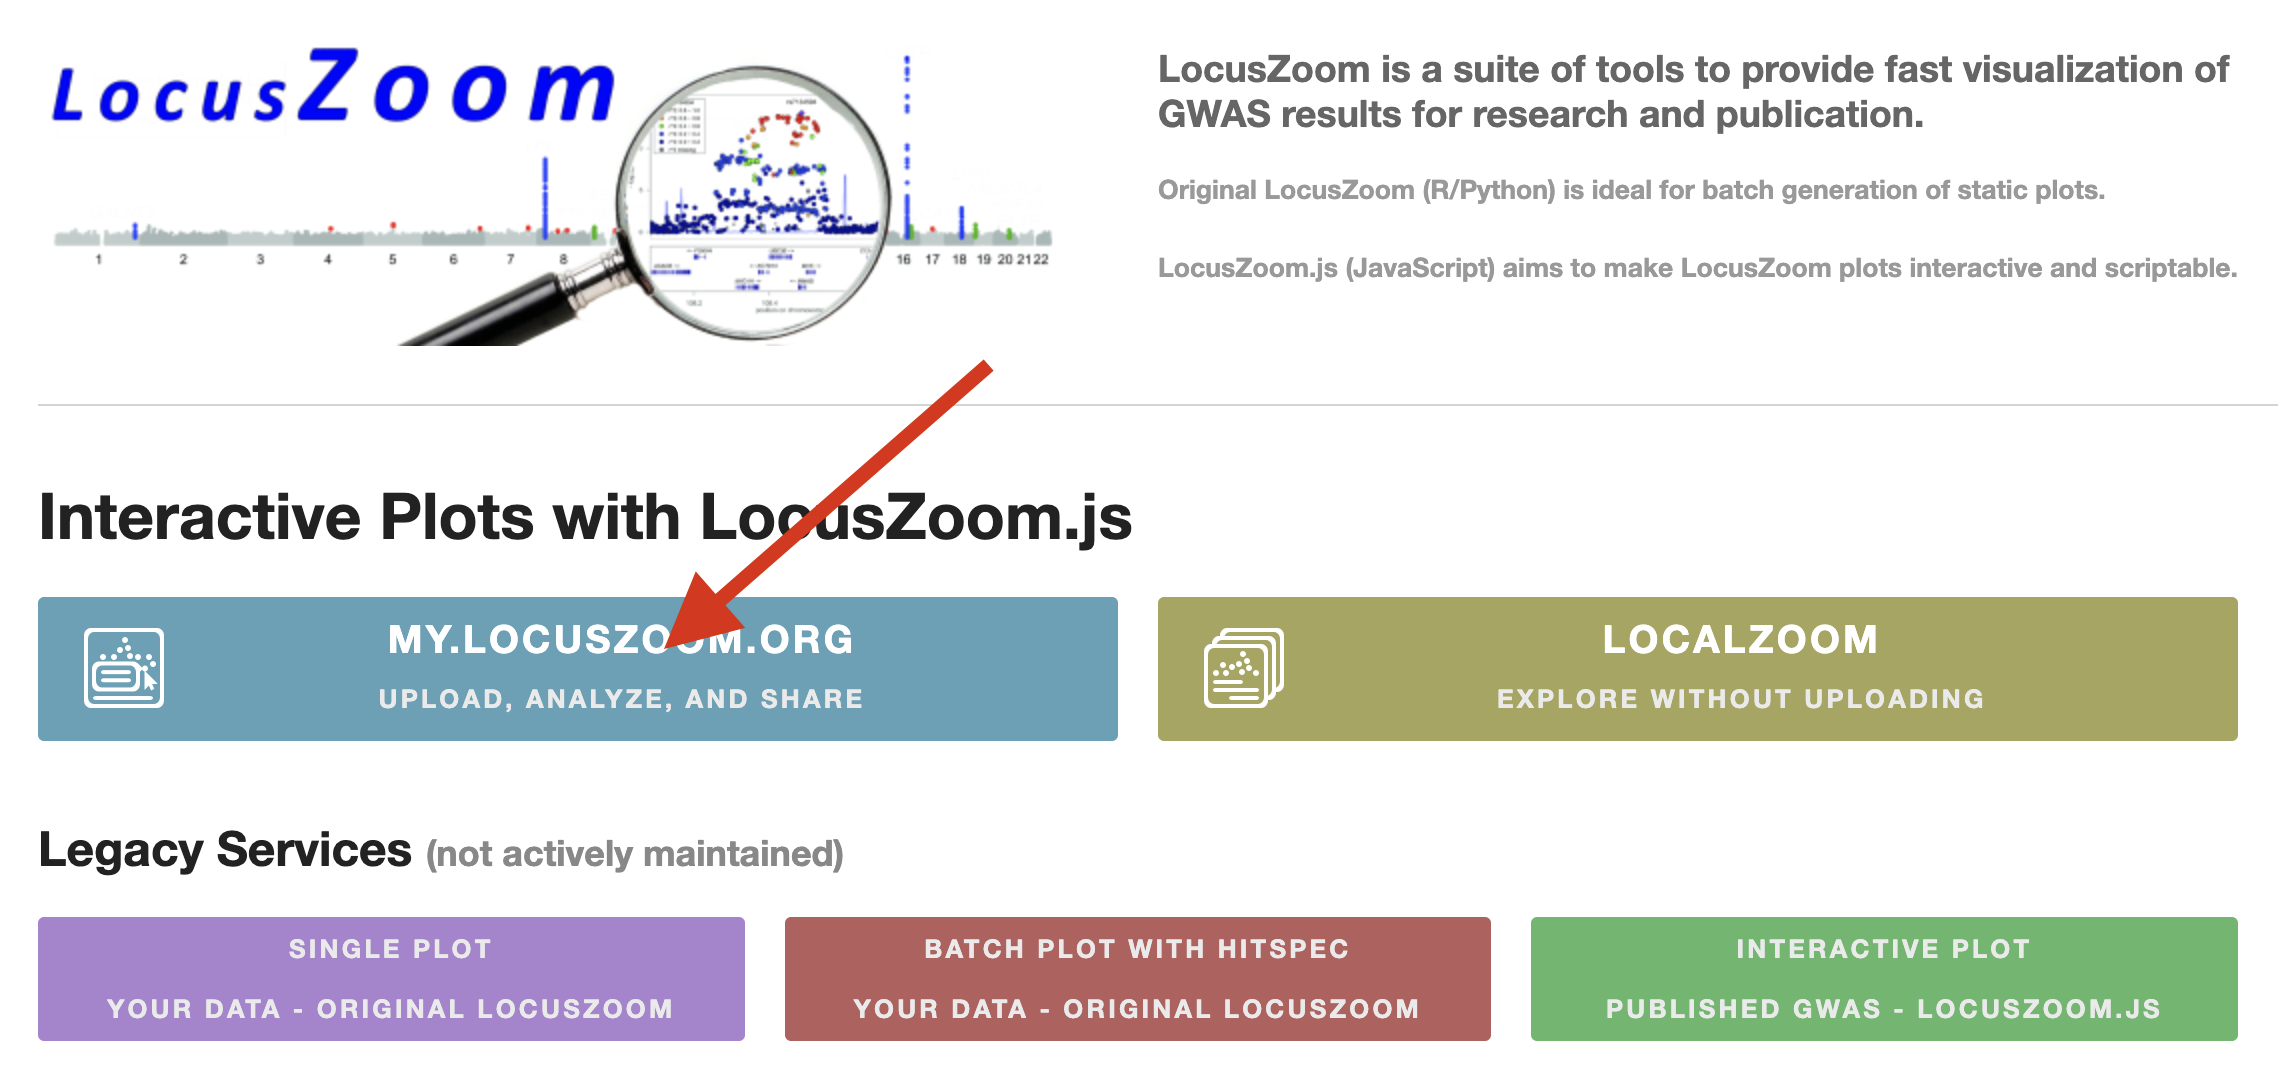 LocusZoom
LocusZoom is a suite of tools to provide fast visualization of
GWAS results for research and publication.
Original LocusZoom (R/Python) is ideal for batch generation of static plots.
LocusZoom.js (JavaScript) aims to make LocusZoom plots interactive and scriptable.
1 2 3 4 5 6 7 8 16 17 18 19 20 21 22
Interactive Plots with LocusZoom.js
MY.LOCUSZOOM.ORG
UPLOAD, ANALYZE, AND SHARE
LOCALZOOM
EXPLORE WITHOUT UPLOADING
Legacy Services (not actively maintained)
SINGLE PLOT
YOUR DATA - ORIGINAL LOCUSZOOM
BATCH PLOT WITH HITSPEC
YOUR DATA - ORIGINAL LOCUSZOOM
INTERACTIVE PLOT
PUBLISHED GWAS - LOCUSZOOM.JS